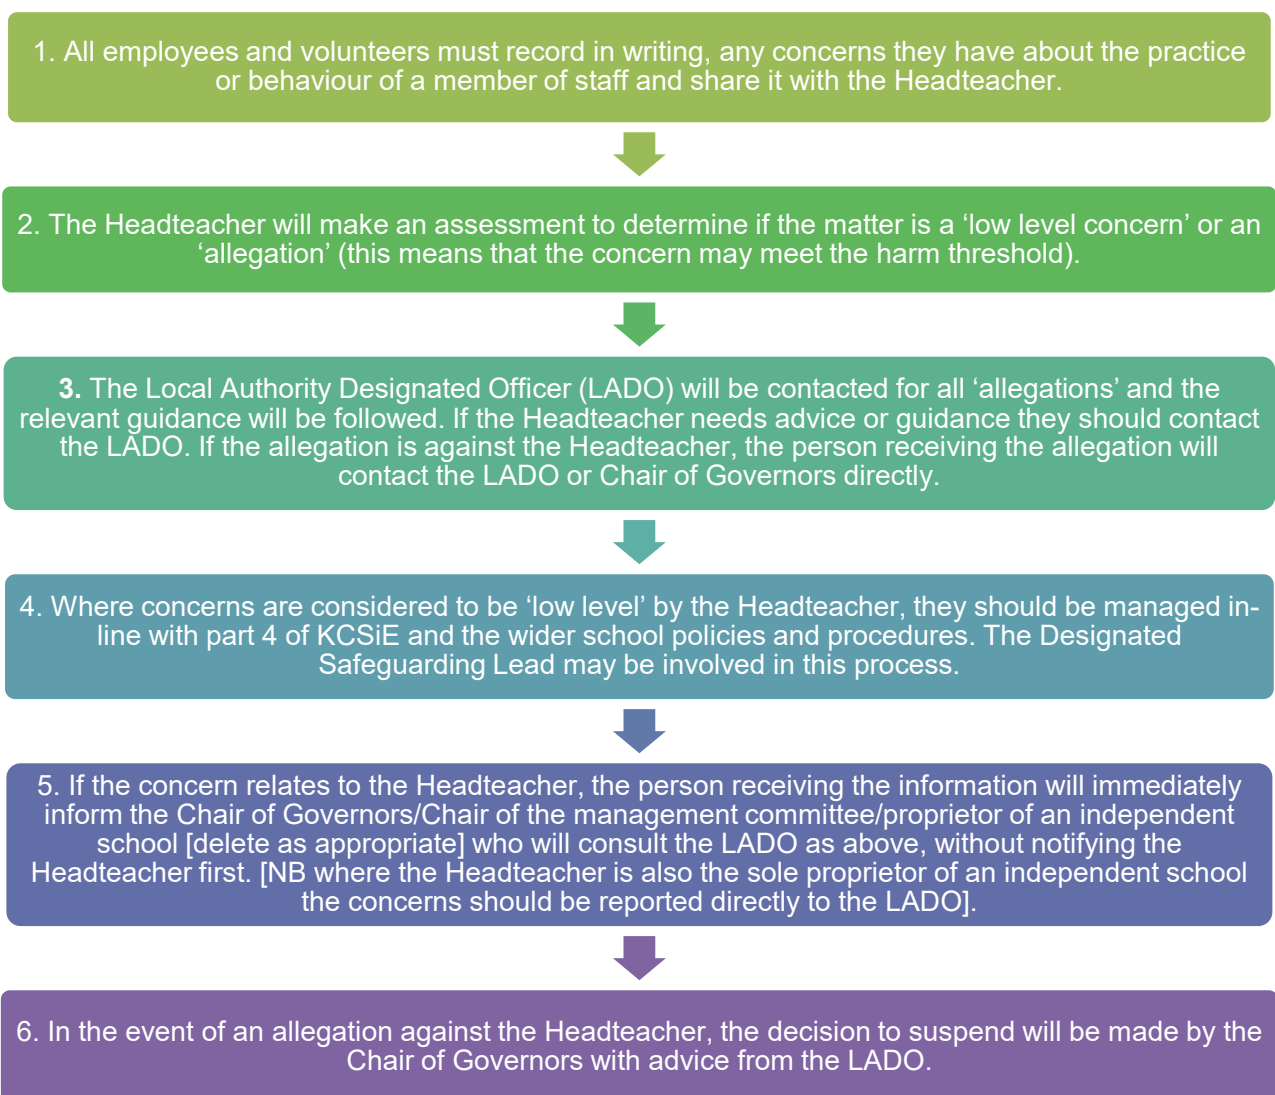 1. All employees and volunteers must record in writing, any concerns they have about the practice
or behaviour of a member of staff and share it with the Headteacher.
2. The Headteacher will make an assessment to determine if the matter is a ‘low level concern’ or an
‘allegation’ (this means that the concern may meet the harm threshold).
3. The Local Authority Designated Officer (LADO) will be contacted for all ‘allegations’ and the
relevant guidance will be followed. If the Headteacher needs advice or guidance they should contact
the LADO. If the allegation is against the Headteacher, the person receiving the allegation will
contact the LADO or Chair of Governors directly.
4. Where concerns are considered to be ‘low level’ by the Headteacher, they should be managed in-
line with part 4 of KCSiE and the wider school policies and procedures. The Designated
Safeguarding Lead may be involved in this process.
5. If the concern relates to the Headteacher, the person receiving the information will immediately
inform the Chair of Governors/Chair of the management committee/proprietor of an independent
school [delete as appropriate] who will consult the LADO as above, without notifying the
Headteacher first. [NB where the Headteacher is also the sole proprietor of an independent school
the concerns should be reported directly to the LADO].
6. In the event of an allegation against the Headteacher, the decision to suspend will be made by the
Chair of Governors with advice from the LADO.